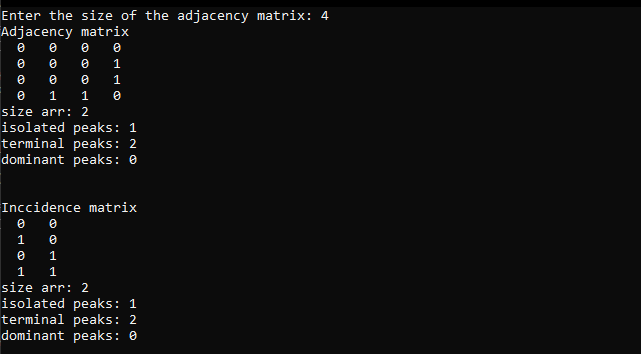 Enter the size of the adjacency matrix: 4
Adjacency matrix
0 0 0 0
0 0 0 1
0 0 0 1
0 1 1 0
size arr: 2
isolated peaks: 1
terminal peaks: 2
dominant peaks: 0
Inccidence matrix
0 0
1 0
0 1
1 1
size arr: 2
isolated peaks: 1
terminal peaks: 2
dominant peaks: 0